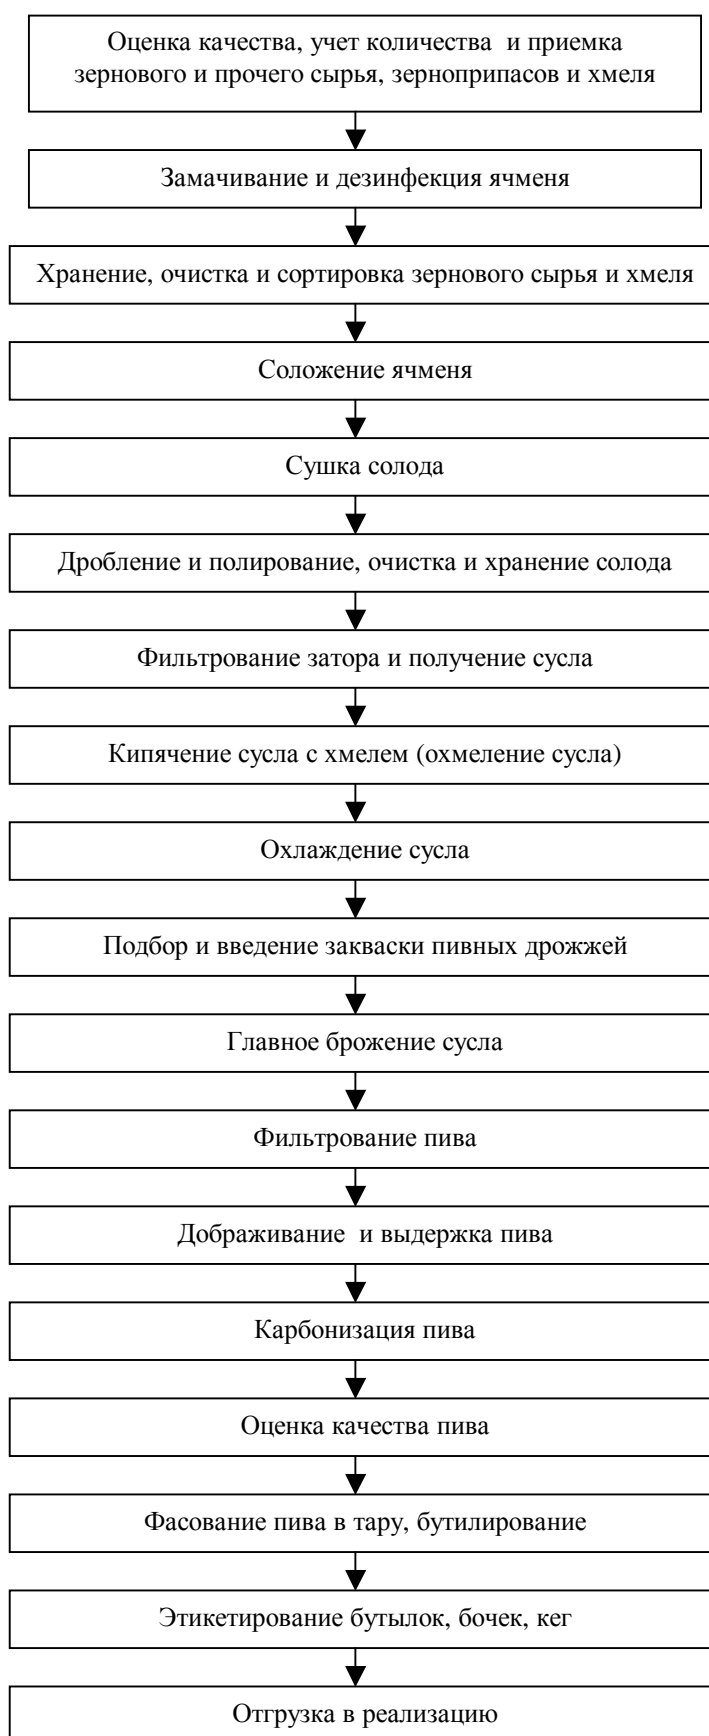 Оценка качества, учет количества и приемка
зернового и прочего сырья, зерноприпасов и хмеля
Замачивание и дезинфекция ячменя
Хранение, очистка и сортировка зернового сырья и хмеля
Соложение ячменя
Сушка солода
Дробление и полирование, очистка и хранение солода
Фильтрование затора и получение сусла
Кипячение сусла с хмелем (охмеление сусла)
Охлаждение сусла
Подбор и введение закваски пивных дрожжей
Главное брожение сусла
Фильтрование пива
Дображивание и выдержка пива
Карбонизация пива
Оценка качества пива
Фасование пива в тару, бутилирование
Этикетирование бутылок, бочек, кег
Отгрузка в реализацию